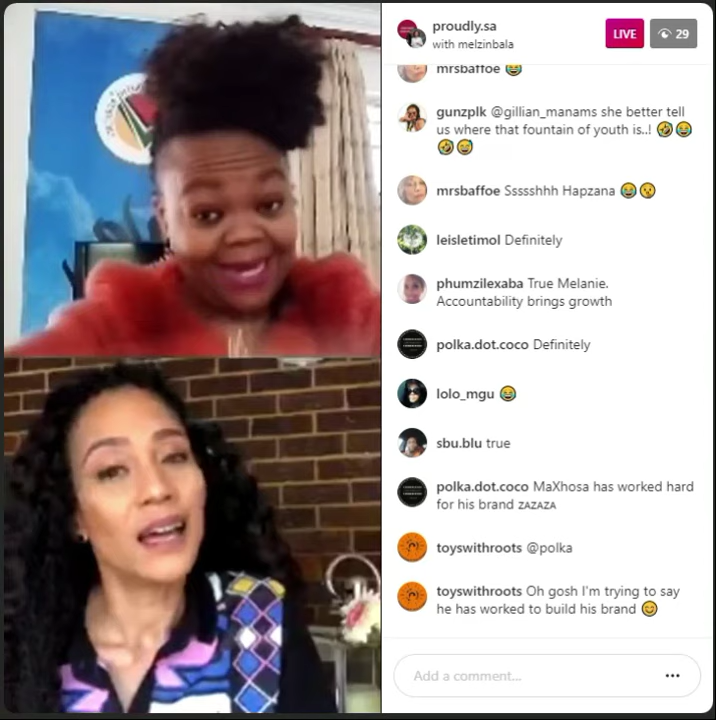 proudly.sa
with melzinbala
LIVE
29
mrsbaffoe 😂
gunzplk @gillian_manams she better tell
us where that fountain of youth is..! 🤣😂
🤣😅
mrsbaffoe Ssssshhh Hapzana 😂😯
leisletimol Definitely
phumzilexaba True Melanie.
Accountability brings growth
polka.dot.coco Definitely
lolo_mgu 😂
sbu.blu true
polka.dot.coco MaXhosa has worked hard
for his brand ᴢᴀᴢᴀᴢᴀ
toyswithroots @polka
toyswithroots Oh gosh I'm trying to say
he has worked to build his brand 😊
Add a comment...